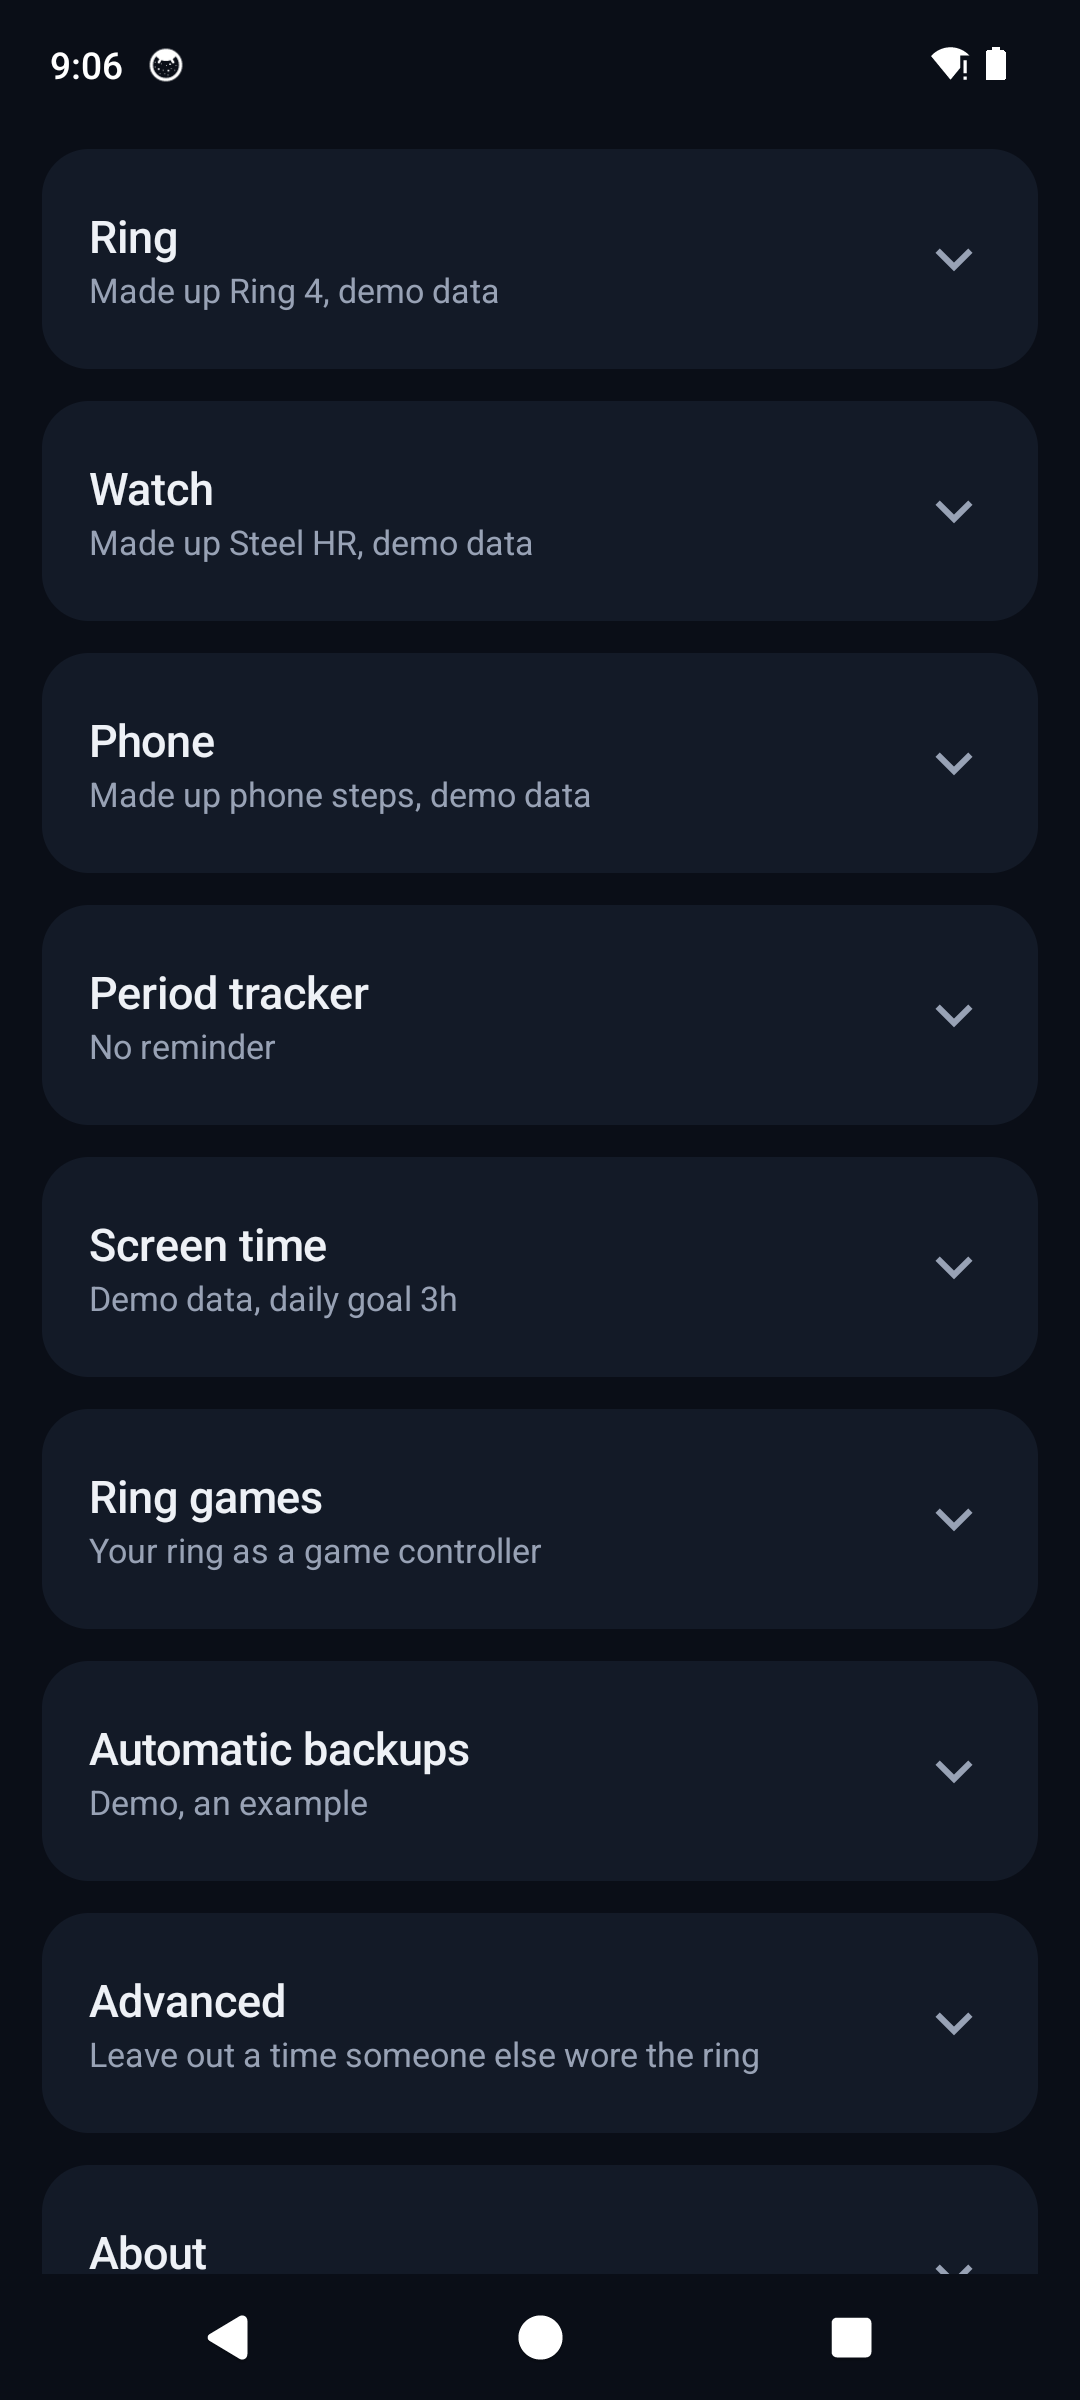 9:06
Ring
Made up Ring 4, demo data
Watch
Made up Steel HR, demo data
Phone
Made up phone steps, demo data
Period tracker
No reminder
Screen time
Demo data, daily goal 3h
Ring games
Your ring as a game controller
Automatic backups
Demo, an example
Advanced
Leave out a time someone else wore the ring
About